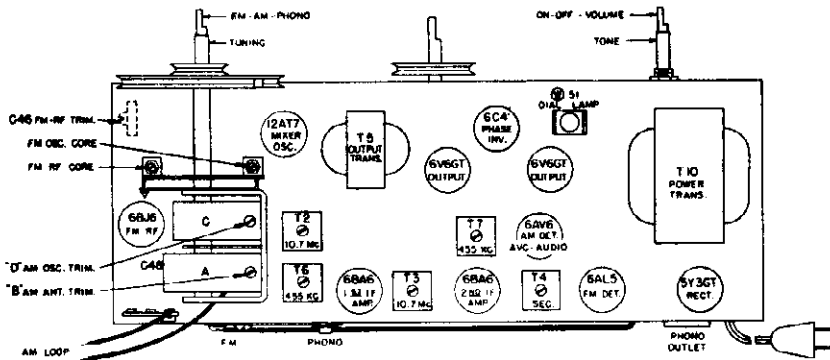 FM-AM-PHONO
TUNING
ON-OFF-VOLUME
TONE
C46 FM-RF TRIM.
FM OSC. CORE
FM RF CORE
12AT7
MIXER
OSC.
T5
OUTPUT
TRANS.
6C4
PHASE
INV.
S1
DIAL LAMP
6V6GT
OUTPUT
6V6GT
OUTPUT
T10
POWER
TRANS.
6BJ6
FM RF
C
T2
10.7 MC
T7
455 KC
6AV6
AM DET.
AVC-AUDIO
"D" AM OSC. TRIM.
C48
"B" AM ANT. TRIM.
A
T6
455 KC
6BA6
1 ST IF
AMP.
T3
10.7 MC
6BA6
2 ND IF
AMP
T4
SEC.
6AL5
FM DET.
5Y3GT
RECT.
AM LOOP
FM
PHONO
PHONO
OUTLET